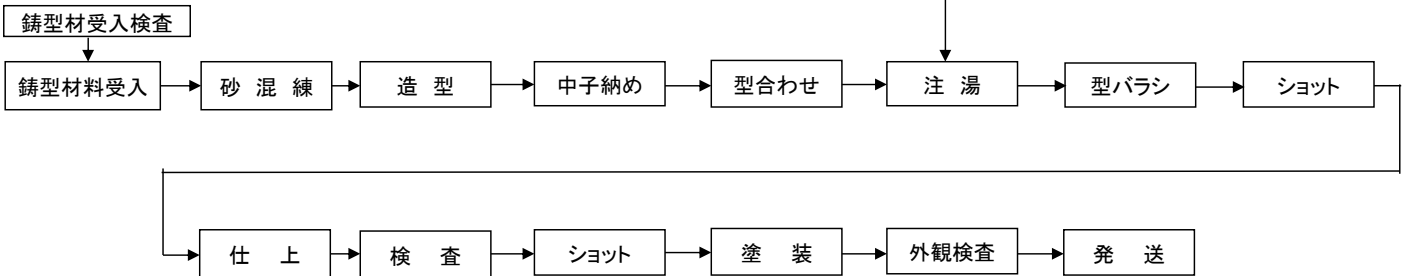 鋳型材受入検査
鋳型材料受入
砂 混 練
造 型
中子納め
型合わせ
注 湯
型バラシ
ショット
仕 上
検 査
ショット
塗 装
外観検査
発 送